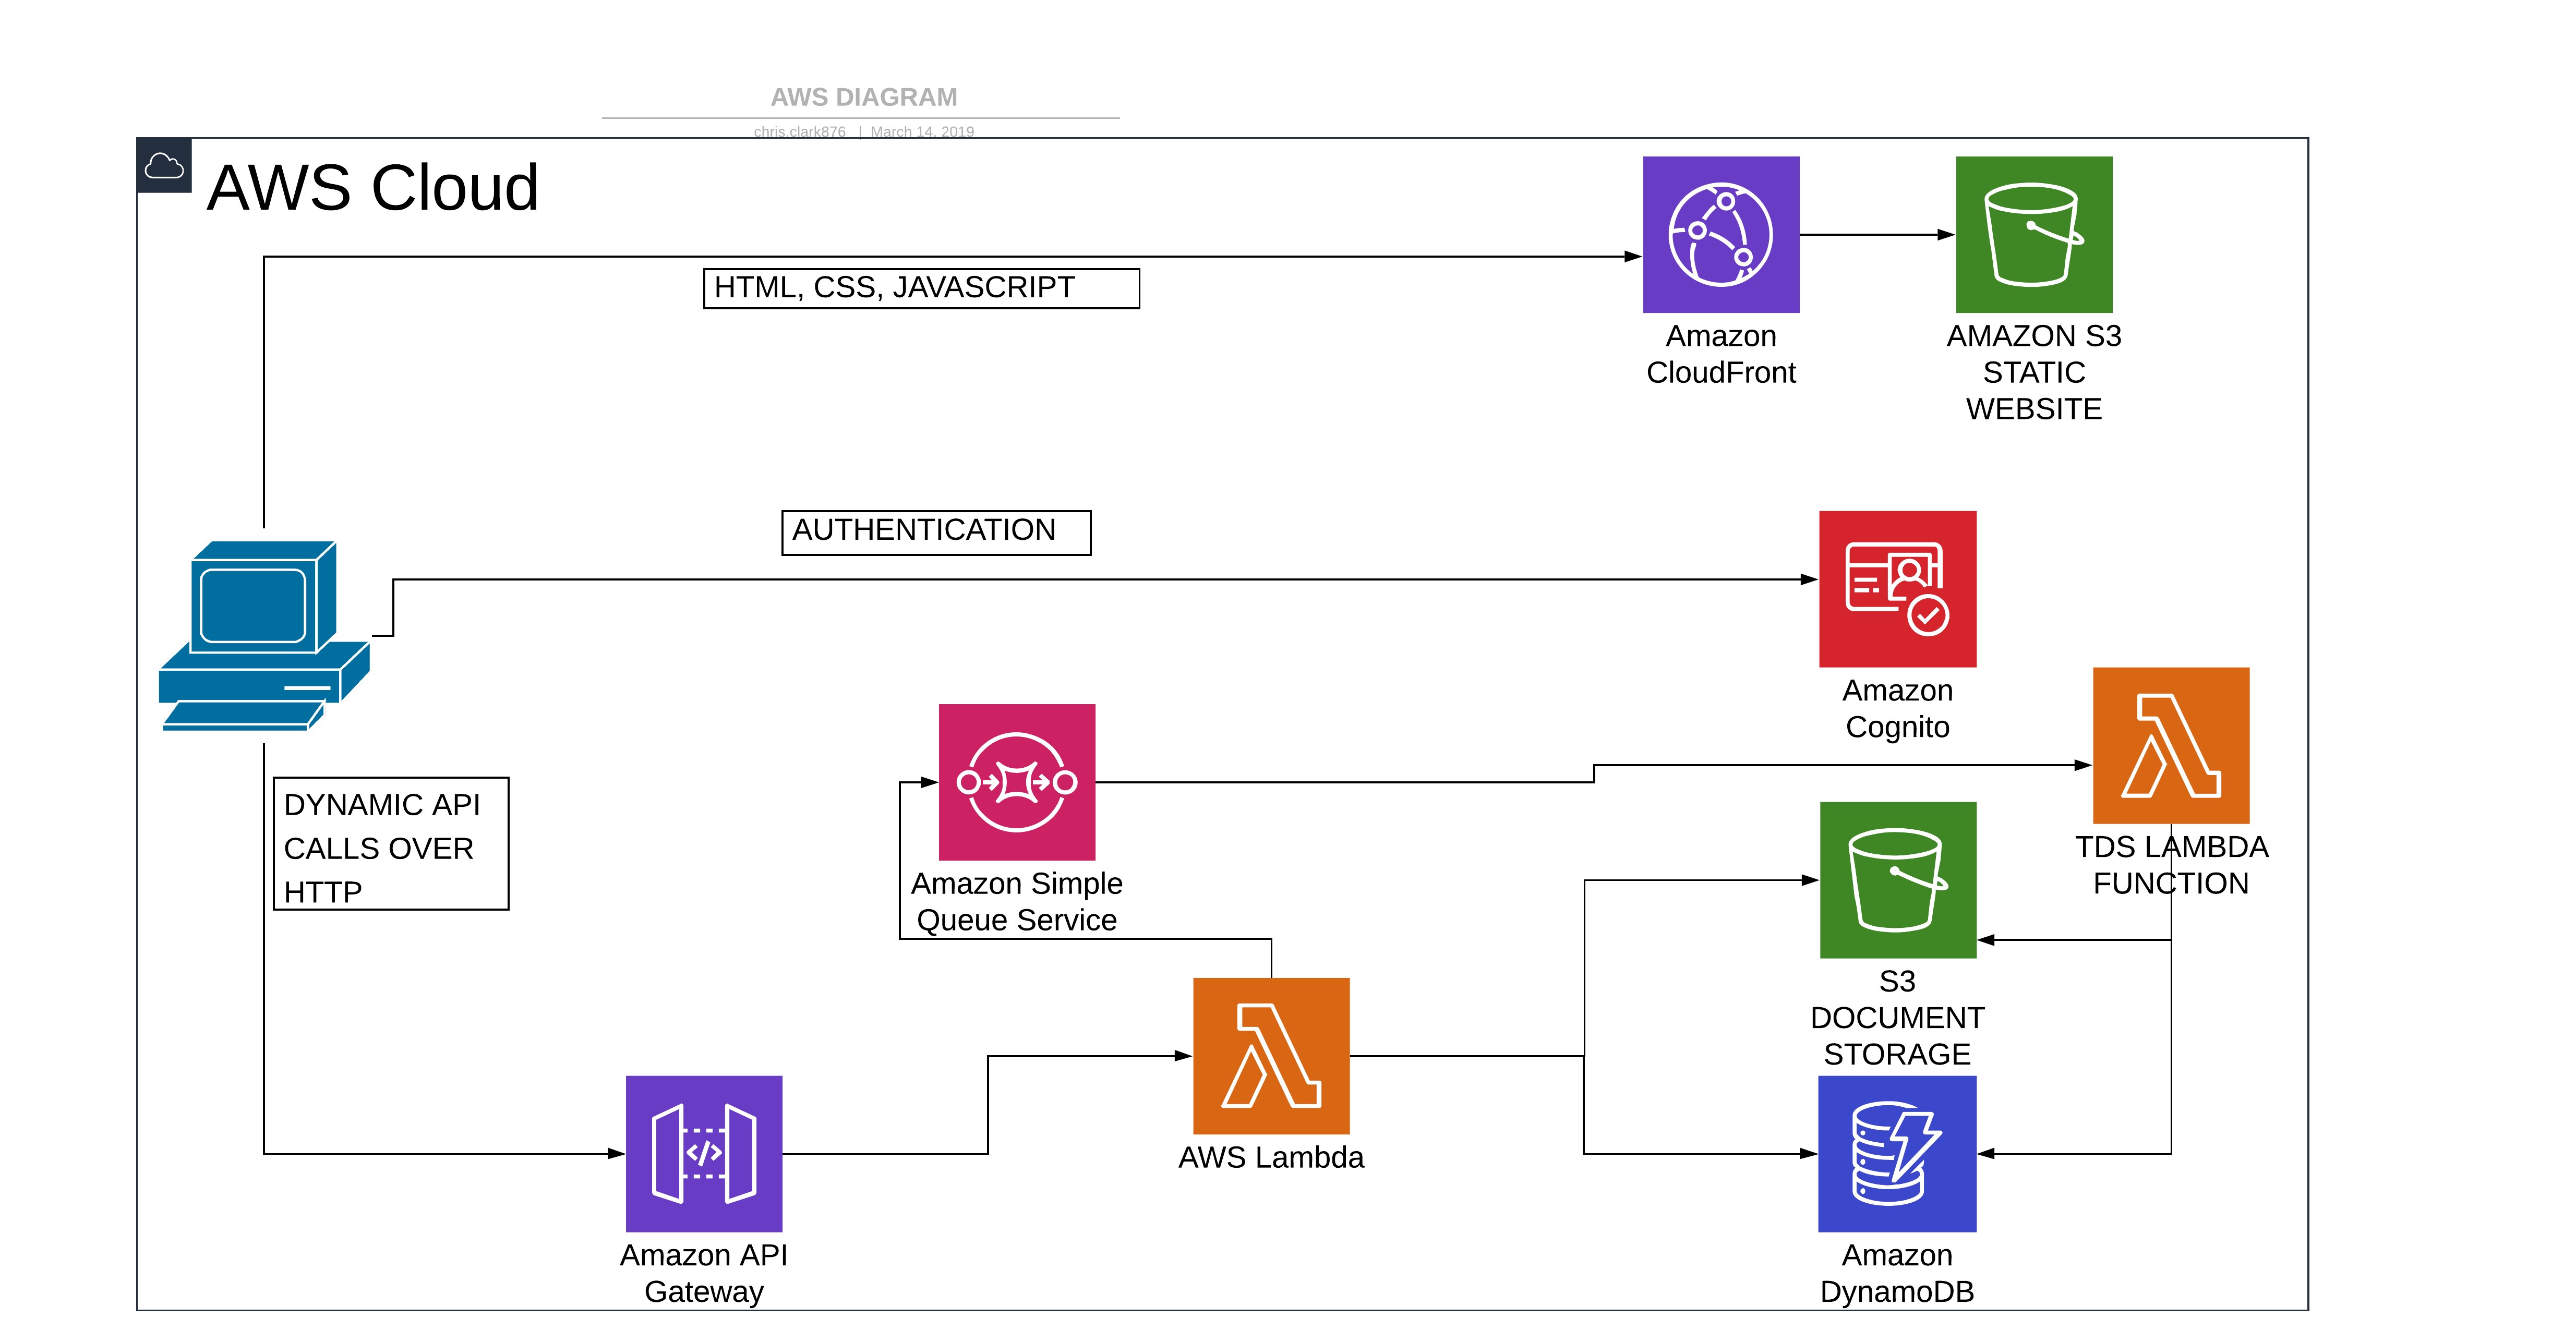 AWS DIAGRAM
chris.clark876 | March 14, 2019
AWS Cloud
HTML, CSS, JAVASCRIPT
Amazon
CloudFront
AMAZON S3
STATIC
WEBSITE
AUTHENTICATION
Amazon
Cognito
DYNAMIC API
CALLS OVER
HTTP
Amazon Simple
Queue Service
TDS LAMBDA
FUNCTION
S3
DOCUMENT
STORAGE
AWS Lambda
Amazon API
Gateway
Amazon
DynamoDB